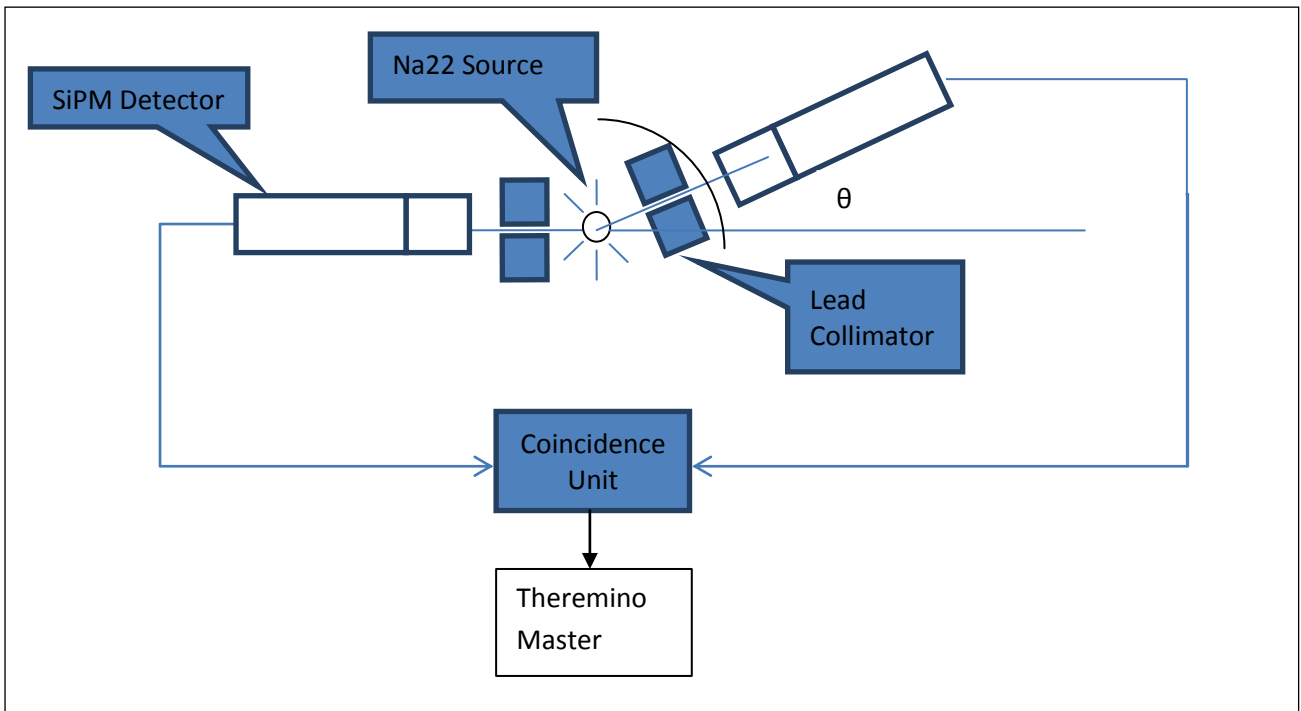 Na22 Source
SiPM Detector
θ
Lead
Collimator
Coincidence
Unit
Theremino
Master